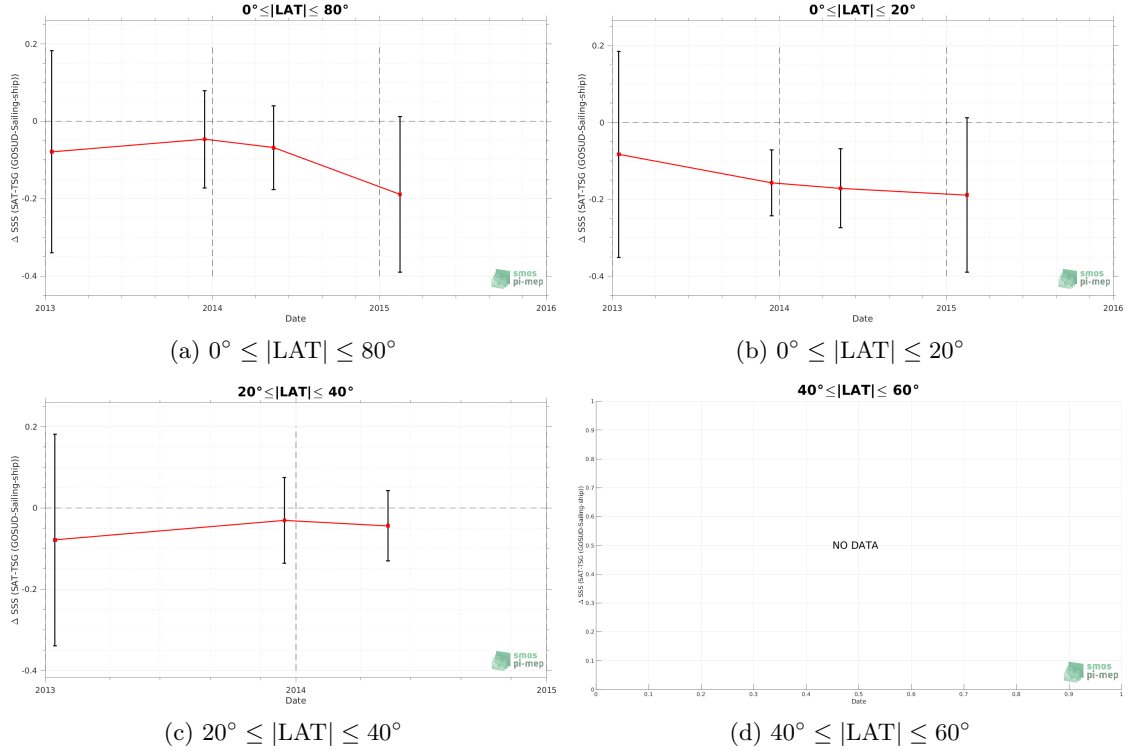 0°≤|LAT|≤ 80°
0.2
0
-0.2
-0.4
Δ SSS (SAT-TSG (GOSUD-Sailing-ship))
2013
2014
2015
2016
Date
smos
pi-mep
(a) 0° ≤ |LAT| ≤ 80°
0°≤|LAT|≤ 20°
0.2
0
-0.2
-0.4
Δ SSS (SAT-TSG (GOSUD-Sailing-ship))
2013
2014
2015
2016
Date
smos
pi-mep
(b) 0° ≤ |LAT| ≤ 20°
20°≤|LAT|≤ 40°
0.2
0
-0.2
-0.4
Δ SSS (SAT-TSG (GOSUD-Sailing-ship))
2013
2014
2015
Date
smos
pi-mep
(c) 20° ≤ |LAT| ≤ 40°
40°≤|LAT|≤ 60°
1
0.9
0.8
0.7
0.6
0.5
0.4
0.3
0.2
0.1
0
Δ SSS (SAT-TSG (GOSUD-Sailing-ship))
NO DATA
0
0.1
0.2
0.3
0.4
0.5
0.6
0.7
0.8
0.9
1
Date
smos
pi-mep
(d) 40° ≤ |LAT| ≤ 60°